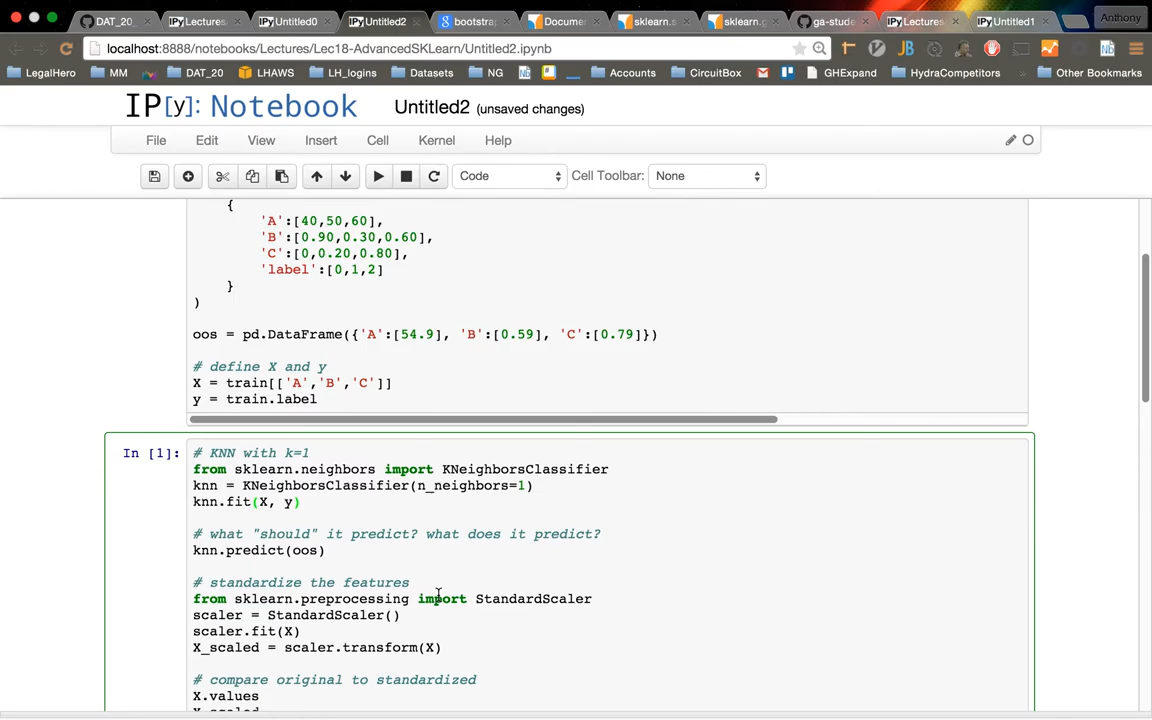 DAT_20_
IPy Lectures
IPy Untitled0
IPy Untitled2
bootstrap
Docume
sklearn.s
sklearn.g
ga-stude
IPy Lectures
IPy Untitled1
Anthony
localhost:8888/notebooks/Lectures/Lec18-AdvancedSKLearn/Untitled2.ipynb
LegalHero
MM
DAT_20
LHAWS
LH_logins
Datasets
NG
Nb
Accounts
CircuitBox
GHExpand
HydraCompetitors
»
Other Bookmarks
IP[y]: Notebook
Untitled2 (unsaved changes)
File Edit View Insert Cell Kernel Help
Code
Cell Toolbar:
None
{
'A':[40,50,60],
'B':[0.90,0.30,0.60],
'C':[0,0.20,0.80],
'label':[0,1,2]
}
)
oos = pd.DataFrame({'A':[54.9], 'B':[0.59], 'C':[0.79]})
# define X and y
X = train[['A','B','C']]
y = train.label
In [1]:
# KNN with k=1
from sklearn.neighbors import KNeighborsClassifier
knn = KNeighborsClassifier(n_neighbors=1)
knn.fit(X, y)
# what "should" it predict? what does it predict?
knn.predict(oos)
# standardize the features
from sklearn.preprocessing import StandardScaler
scaler = StandardScaler()
scaler.fit(X)
X_scaled = scaler.transform(X)
# compare original to standardized
X.values
X_scaled